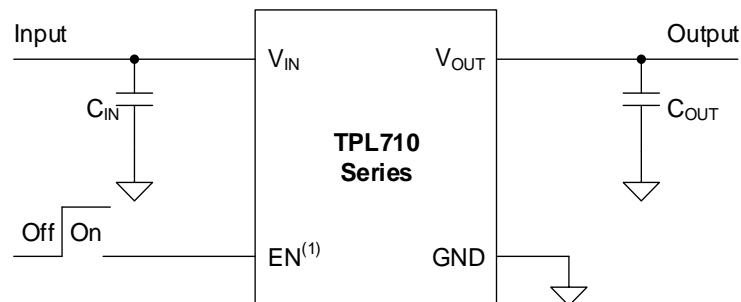 Input
Output
V_IN
V_OUT
C_IN
C_OUT
TPL710
Series
Off
On
EN(1)
GND